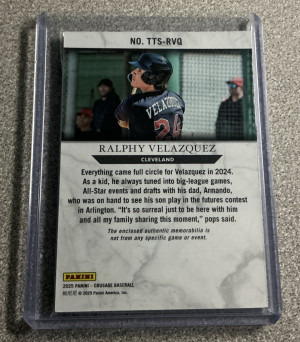 NO. TTS-RVQ
VELAZQUEZ
RALPHY VELAZQUEZ
CLEVELAND
Everything came full circle for Velazquez in 2024.
As a kid, he always tuned into big-league games,
All-Star events and drafts with his dad, Armando,
who was on hand to see his son play in the futures contest
in Arlington. “It’s so surreal just to be here with him
and all my family sharing this moment,” pops said.
The enclosed authentic memorabilia is
not from any specific game or event.
PANINI
2025 PANINI – CRUSADE BASEBALL
© 2025 Panini America, Inc.